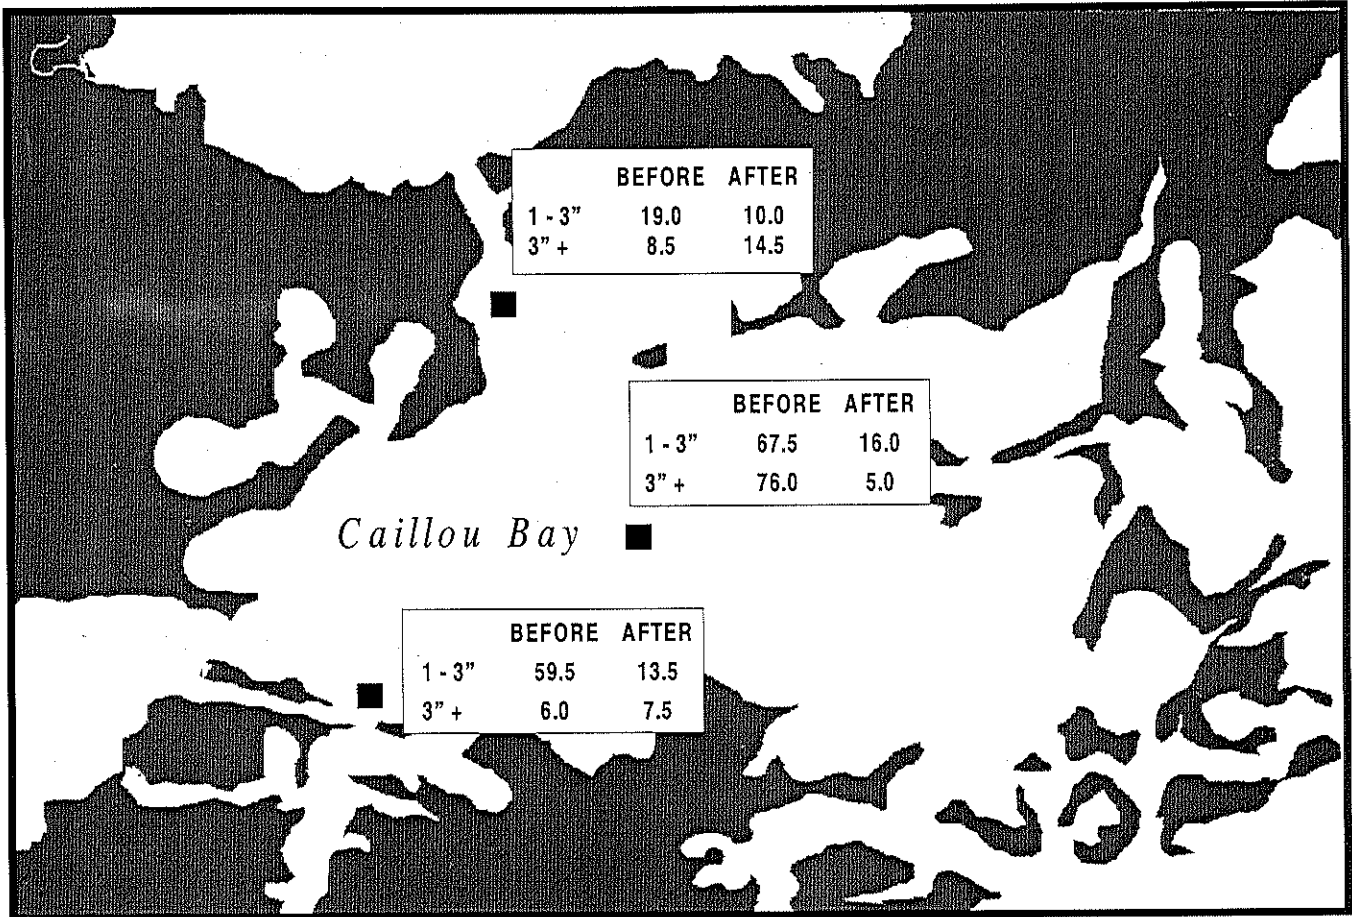 BEFORE AFTER
1 - 3" 19.0 10.0
3" + 8.5 14.5
BEFORE AFTER
1 - 3" 67.5 16.0
3" + 76.0 5.0
Caillou Bay
BEFORE AFTER
1 - 3" 59.5 13.5
3" + 6.0 7.5